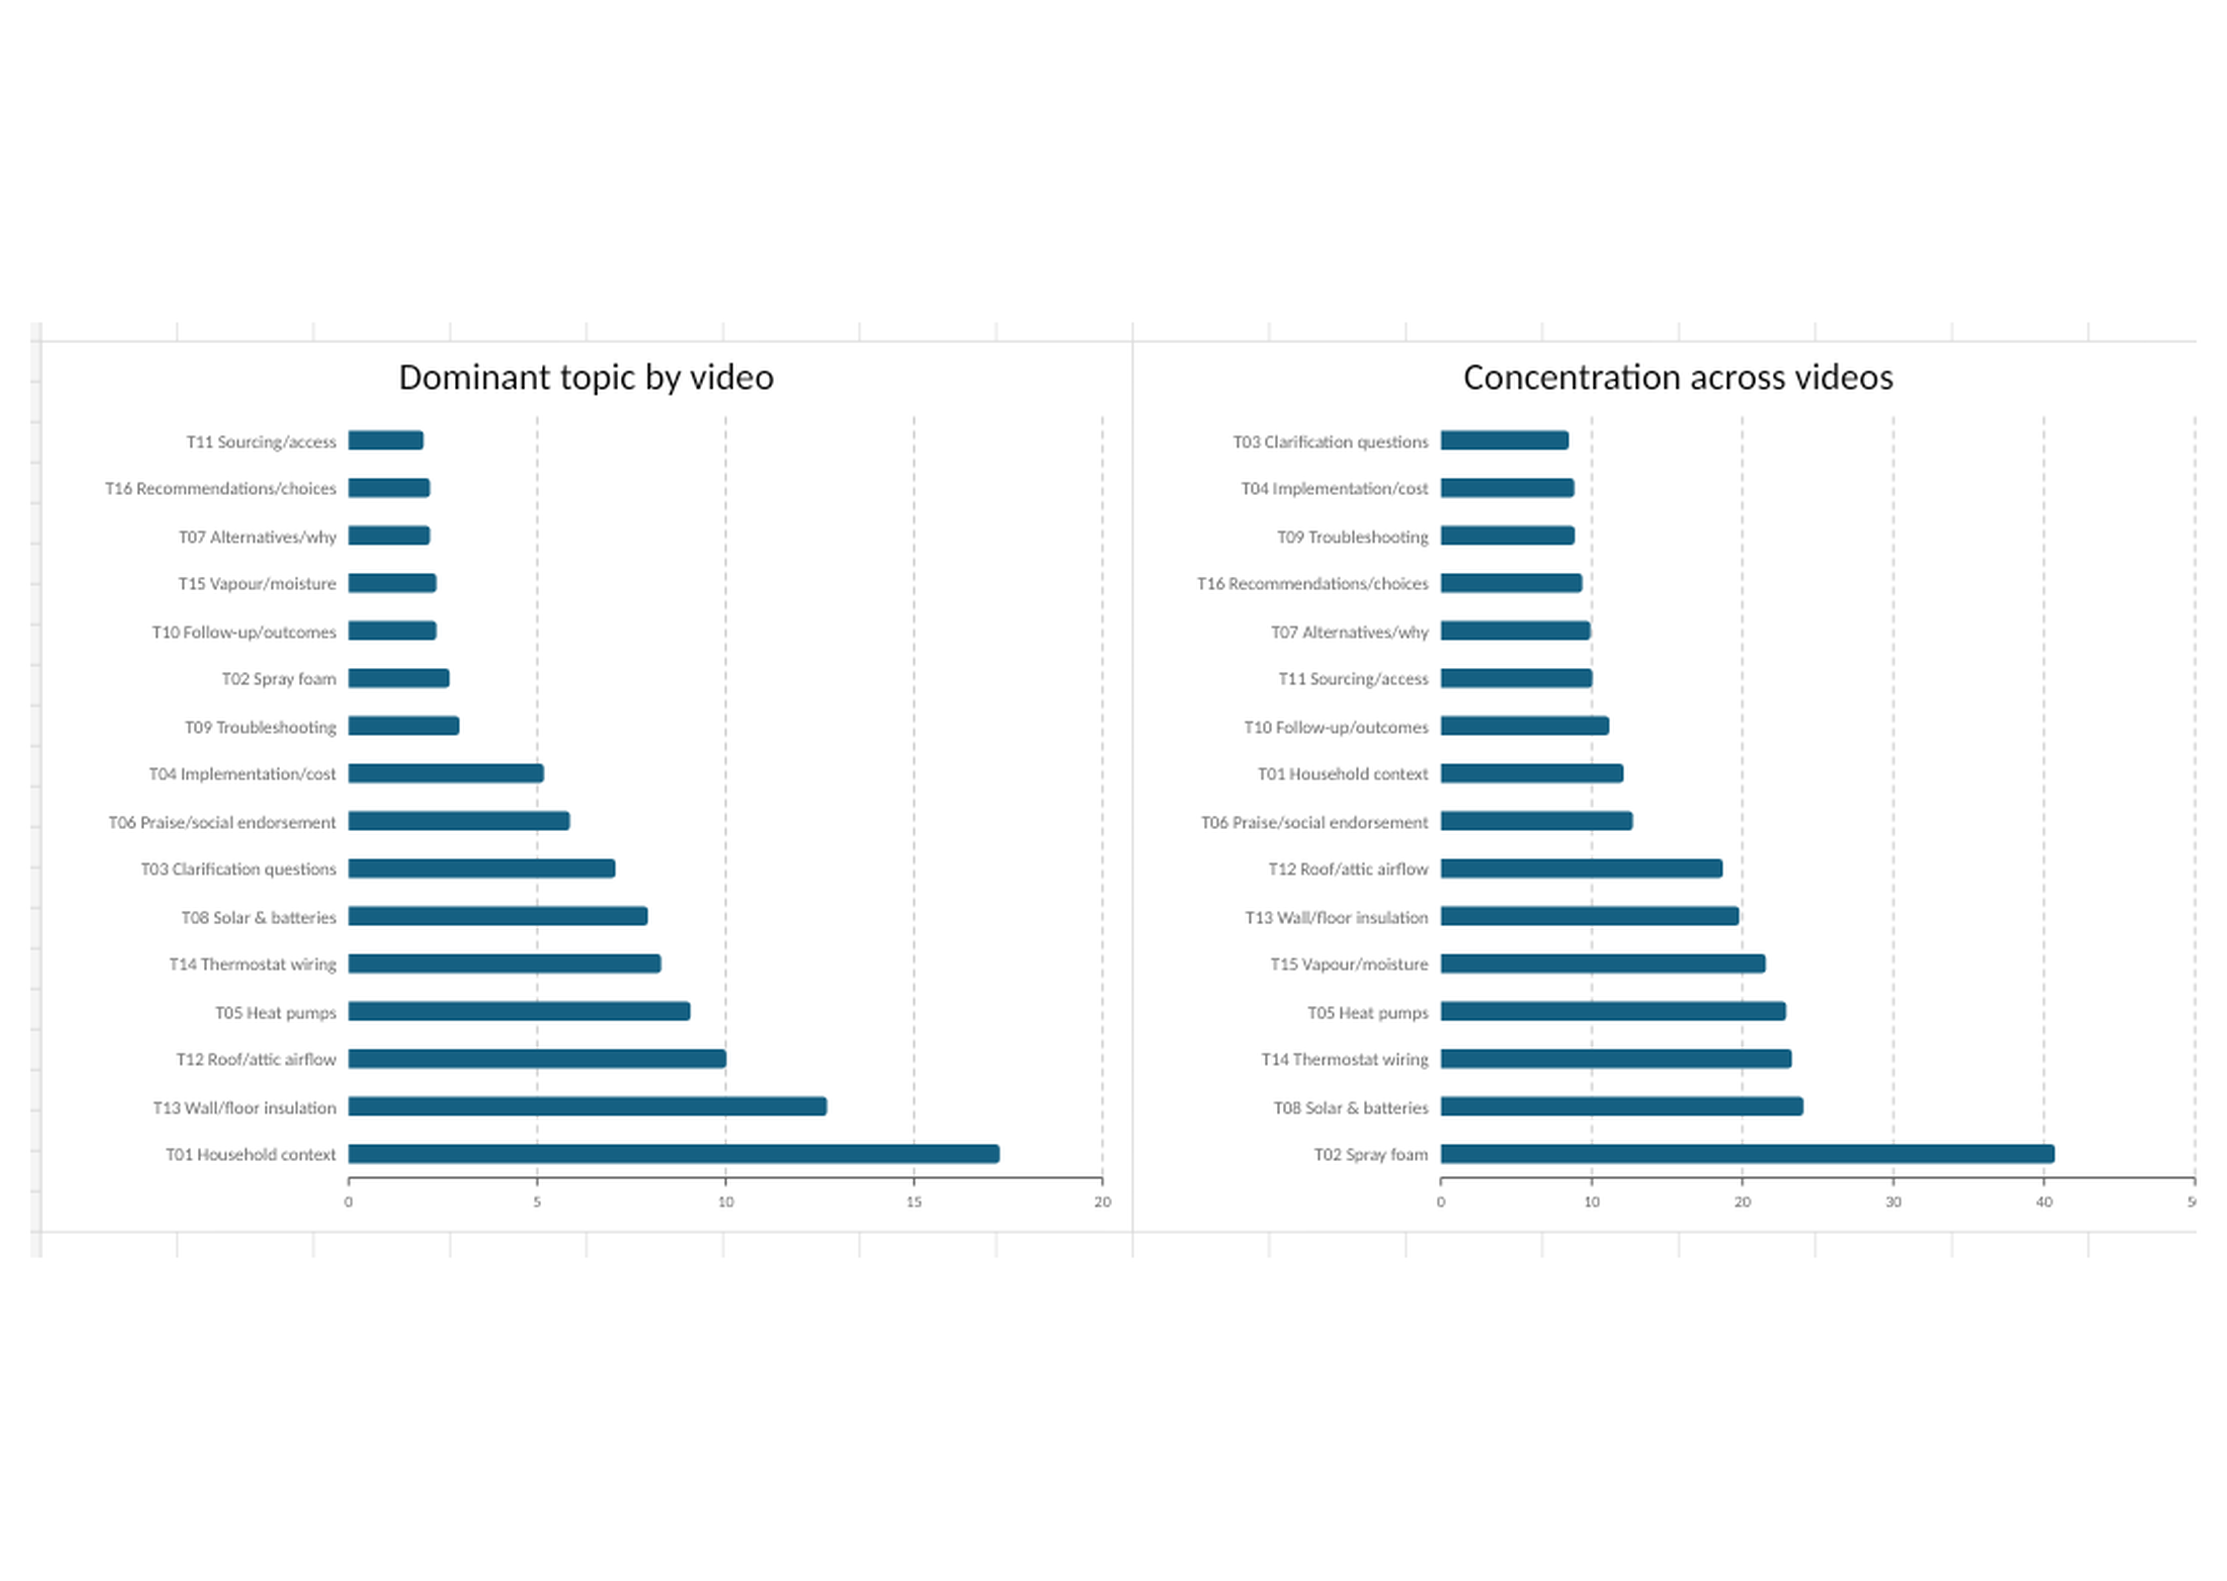 Dominant topic by video
T11 Sourcing/access
T16 Recommendations/choices
T07 Alternatives/why
T15 Vapour/moisture
T10 Follow-up/outcomes
T02 Spray foam
T09 Troubleshooting
T04 Implementation/cost
T06 Praise/social endorsement
T03 Clarification questions
T08 Solar & batteries
T14 Thermostat wiring
T05 Heat pumps
T12 Roof/attic airflow
T13 Wall/floor insulation
T01 Household context
0 5 10 15 20
Concentration across videos
T03 Clarification questions
T04 Implementation/cost
T09 Troubleshooting
T16 Recommendations/choices
T07 Alternatives/why
T11 Sourcing/access
T10 Follow-up/outcomes
T01 Household context
T06 Praise/social endorsement
T12 Roof/attic airflow
T13 Wall/floor insulation
T15 Vapour/moisture
T05 Heat pumps
T14 Thermostat wiring
T08 Solar & batteries
T02 Spray foam
0 10 20 30 40